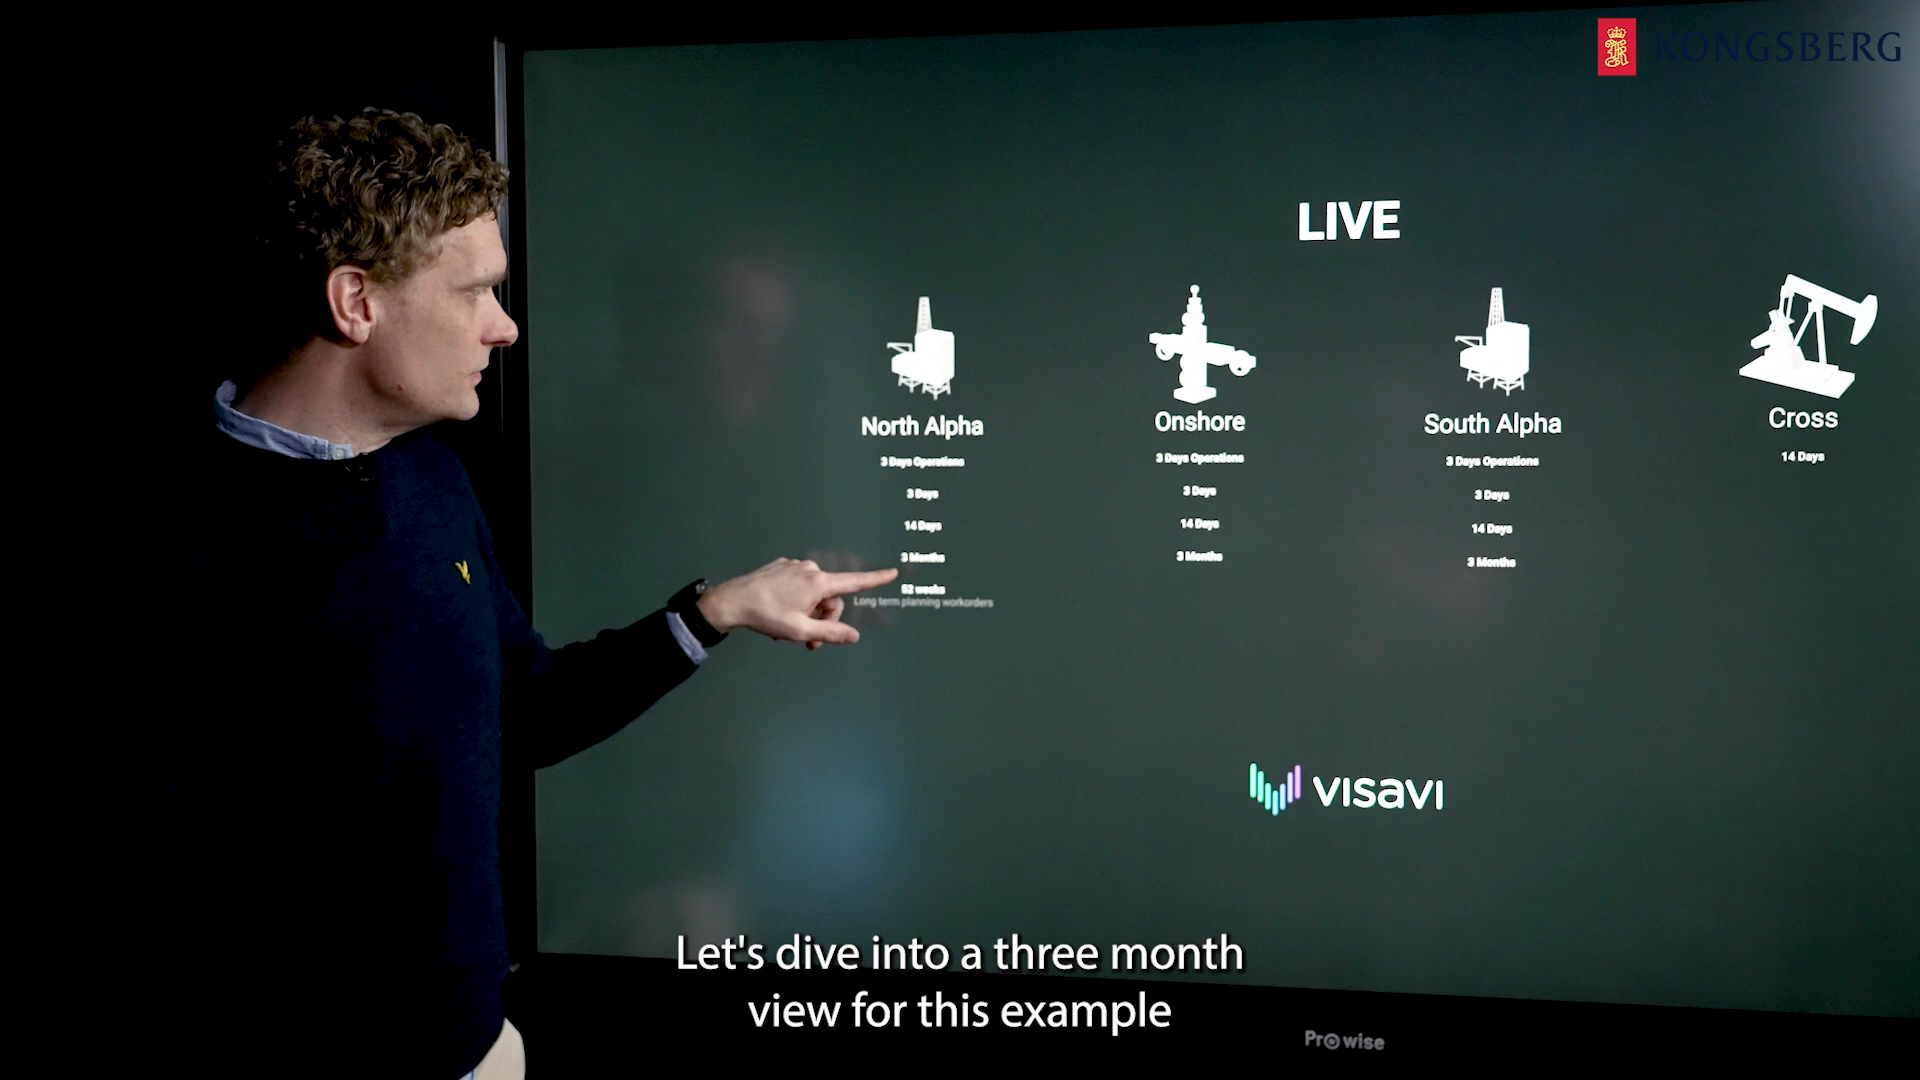 KONGSBERG
LIVE
North Alpha
3 Days Operations
3 Days
14 Days
3 Months
52 weeks
Long term planning workorders
Onshore
3 Days Operations
3 Days
14 Days
3 Months
South Alpha
3 Days Operations
3 Days
14 Days
3 Months
Cross
14 Days
VISAVI
Let's dive into a three month
view for this example
Prowise